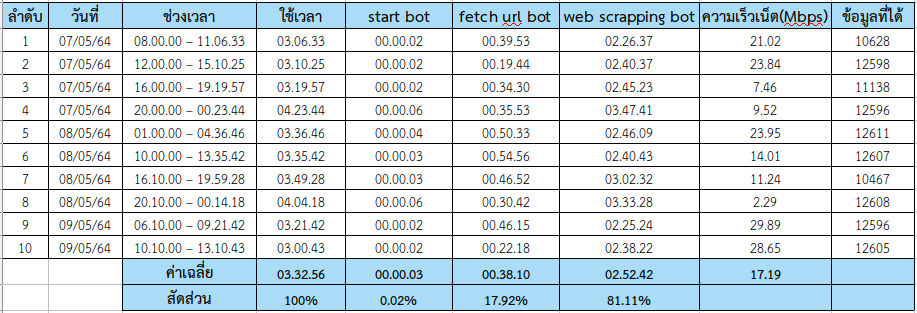 ลำดับ วันที่ ช่วงเวลา ใช้เวลา start bot fetch url bot web scrapping bot ความเร็วเน็ต(Mbps) ข้อมูลที่ได้
1 07/05/64 08.00.00 – 11.06.33 03.06.33 00.00.02 00.39.53 02.26.37 21.02 10628
2 07/05/64 12.00.00 – 15.10.25 03.10.25 00.00.02 00.19.44 02.40.37 23.84 12598
3 07/05/64 16.00.00 – 19.19.57 03.19.57 00.00.02 00.34.30 02.45.23 7.46 11138
4 07/05/64 20.00.00 – 00.23.44 04.23.44 00.00.06 00.35.53 03.47.41 9.52 12596
5 08/05/64 01.00.00 – 04.36.46 03.36.46 00.00.04 00.50.33 02.46.09 23.95 12611
6 08/05/64 10.00.00 – 13.35.42 03.35.42 00.00.03 00.54.56 02.40.43 14.01 12607
7 08/05/64 16.10.00 – 19.59.28 03.49.28 00.00.03 00.46.52 03.02.32 11.24 10467
8 08/05/64 20.10.00 – 00.14.18 04.04.18 00.00.06 00.30.42 03.33.28 2.29 12608
9 09/05/64 06.10.00 – 09.21.42 03.21.42 00.00.02 00.46.15 02.25.24 29.89 12596
10 09/05/64 10.10.00 – 13.10.43 03.00.43 00.00.02 00.22.18 02.38.22 28.65 12605
ค่าเฉลี่ย 03.32.56 00.00.03 00.38.10 02.52.42 17.19
สัดส่วน 100% 0.02% 17.92% 81.11%